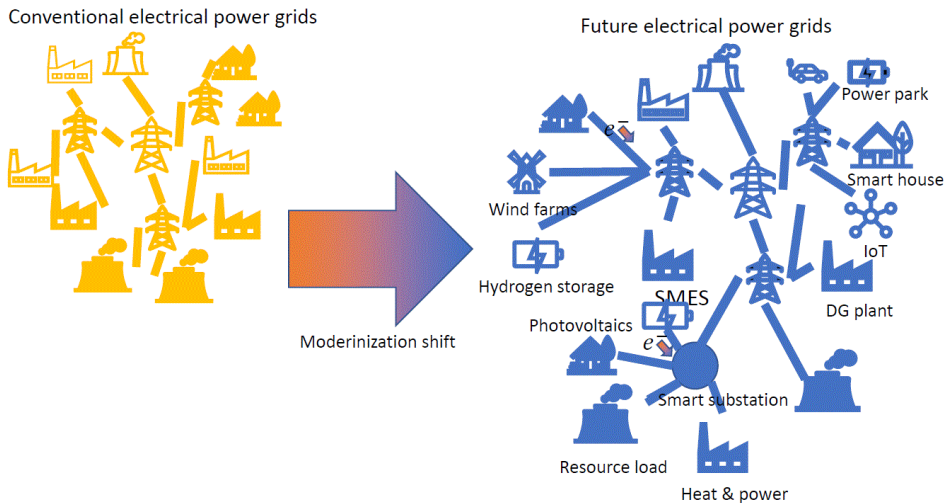 Conventional electrical power grids
Future electrical power grids
Power park
e⁻
Smart house
Wind farms
IoT
Hydrogen storage
SMES
DG plant
Photovoltaics
Moderinization shift
e⁻
Smart substation
Resource load
Heat & power